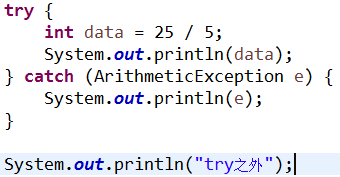 try {
    int data = 25 / 5;
    System.out.println(data);
} catch (ArithmeticException e) {
    System.out.println(e);
}
System.out.println("try之外");